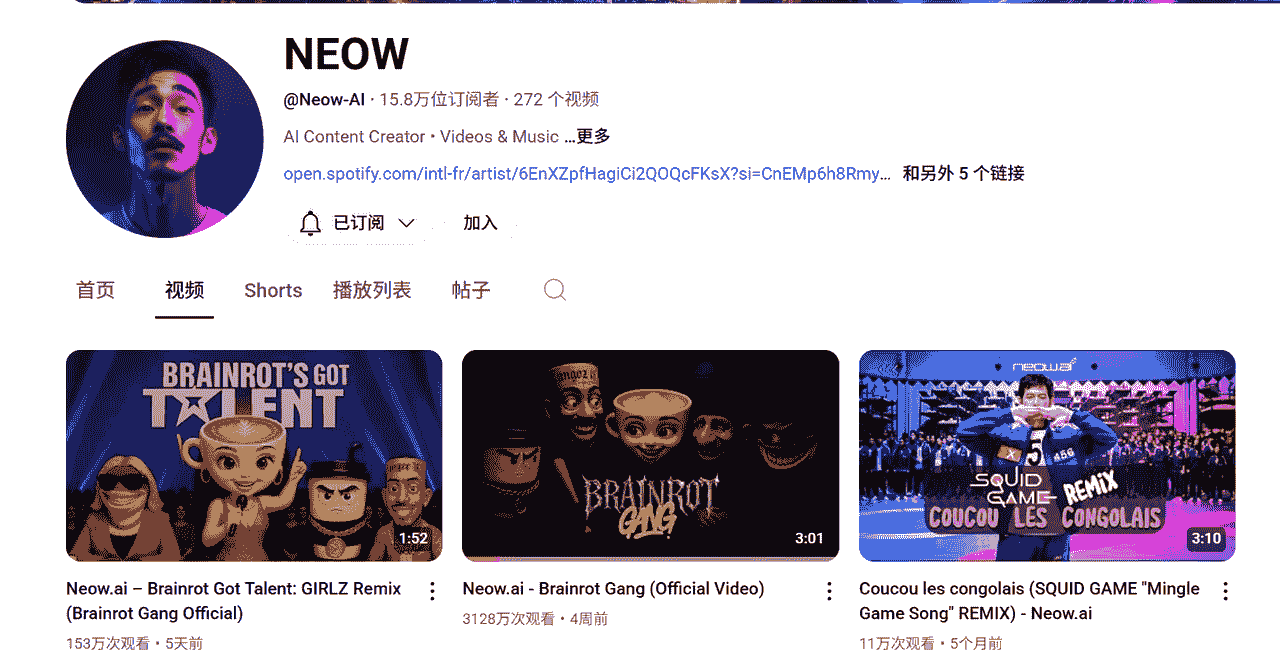 NEOW
@Neow-AI · 15.8万位订阅者 · 272 个视频
AI Content Creator • Videos & Music ...更多
open.spotify.com/intl-fr/artist/6EnXZpfHagiCi2QOQcFKsX?si=CnEMp6h8Rmy... 和另外 5 个链接
已订阅 加入
首页 视频 Shorts 播放列表 帖子
BRAINROT'S GOT
TALENT
1:52
BRAINROT
GANG
3:01
neow.ai
5
X 456
SQUID
GAME REMIX
COUCOU LES CONGOLAIS
3:10
Neow.ai – Brainrot Got Talent: GIRLZ Remix
(Brainrot Gang Official)
153万次观看 • 5天前
Neow.ai - Brainrot Gang (Official Video)
3128万次观看 • 4周前
Coucou les congolais (SQUID GAME "Mingle
Game Song" REMIX) - Neow.ai
11万次观看 • 5个月前